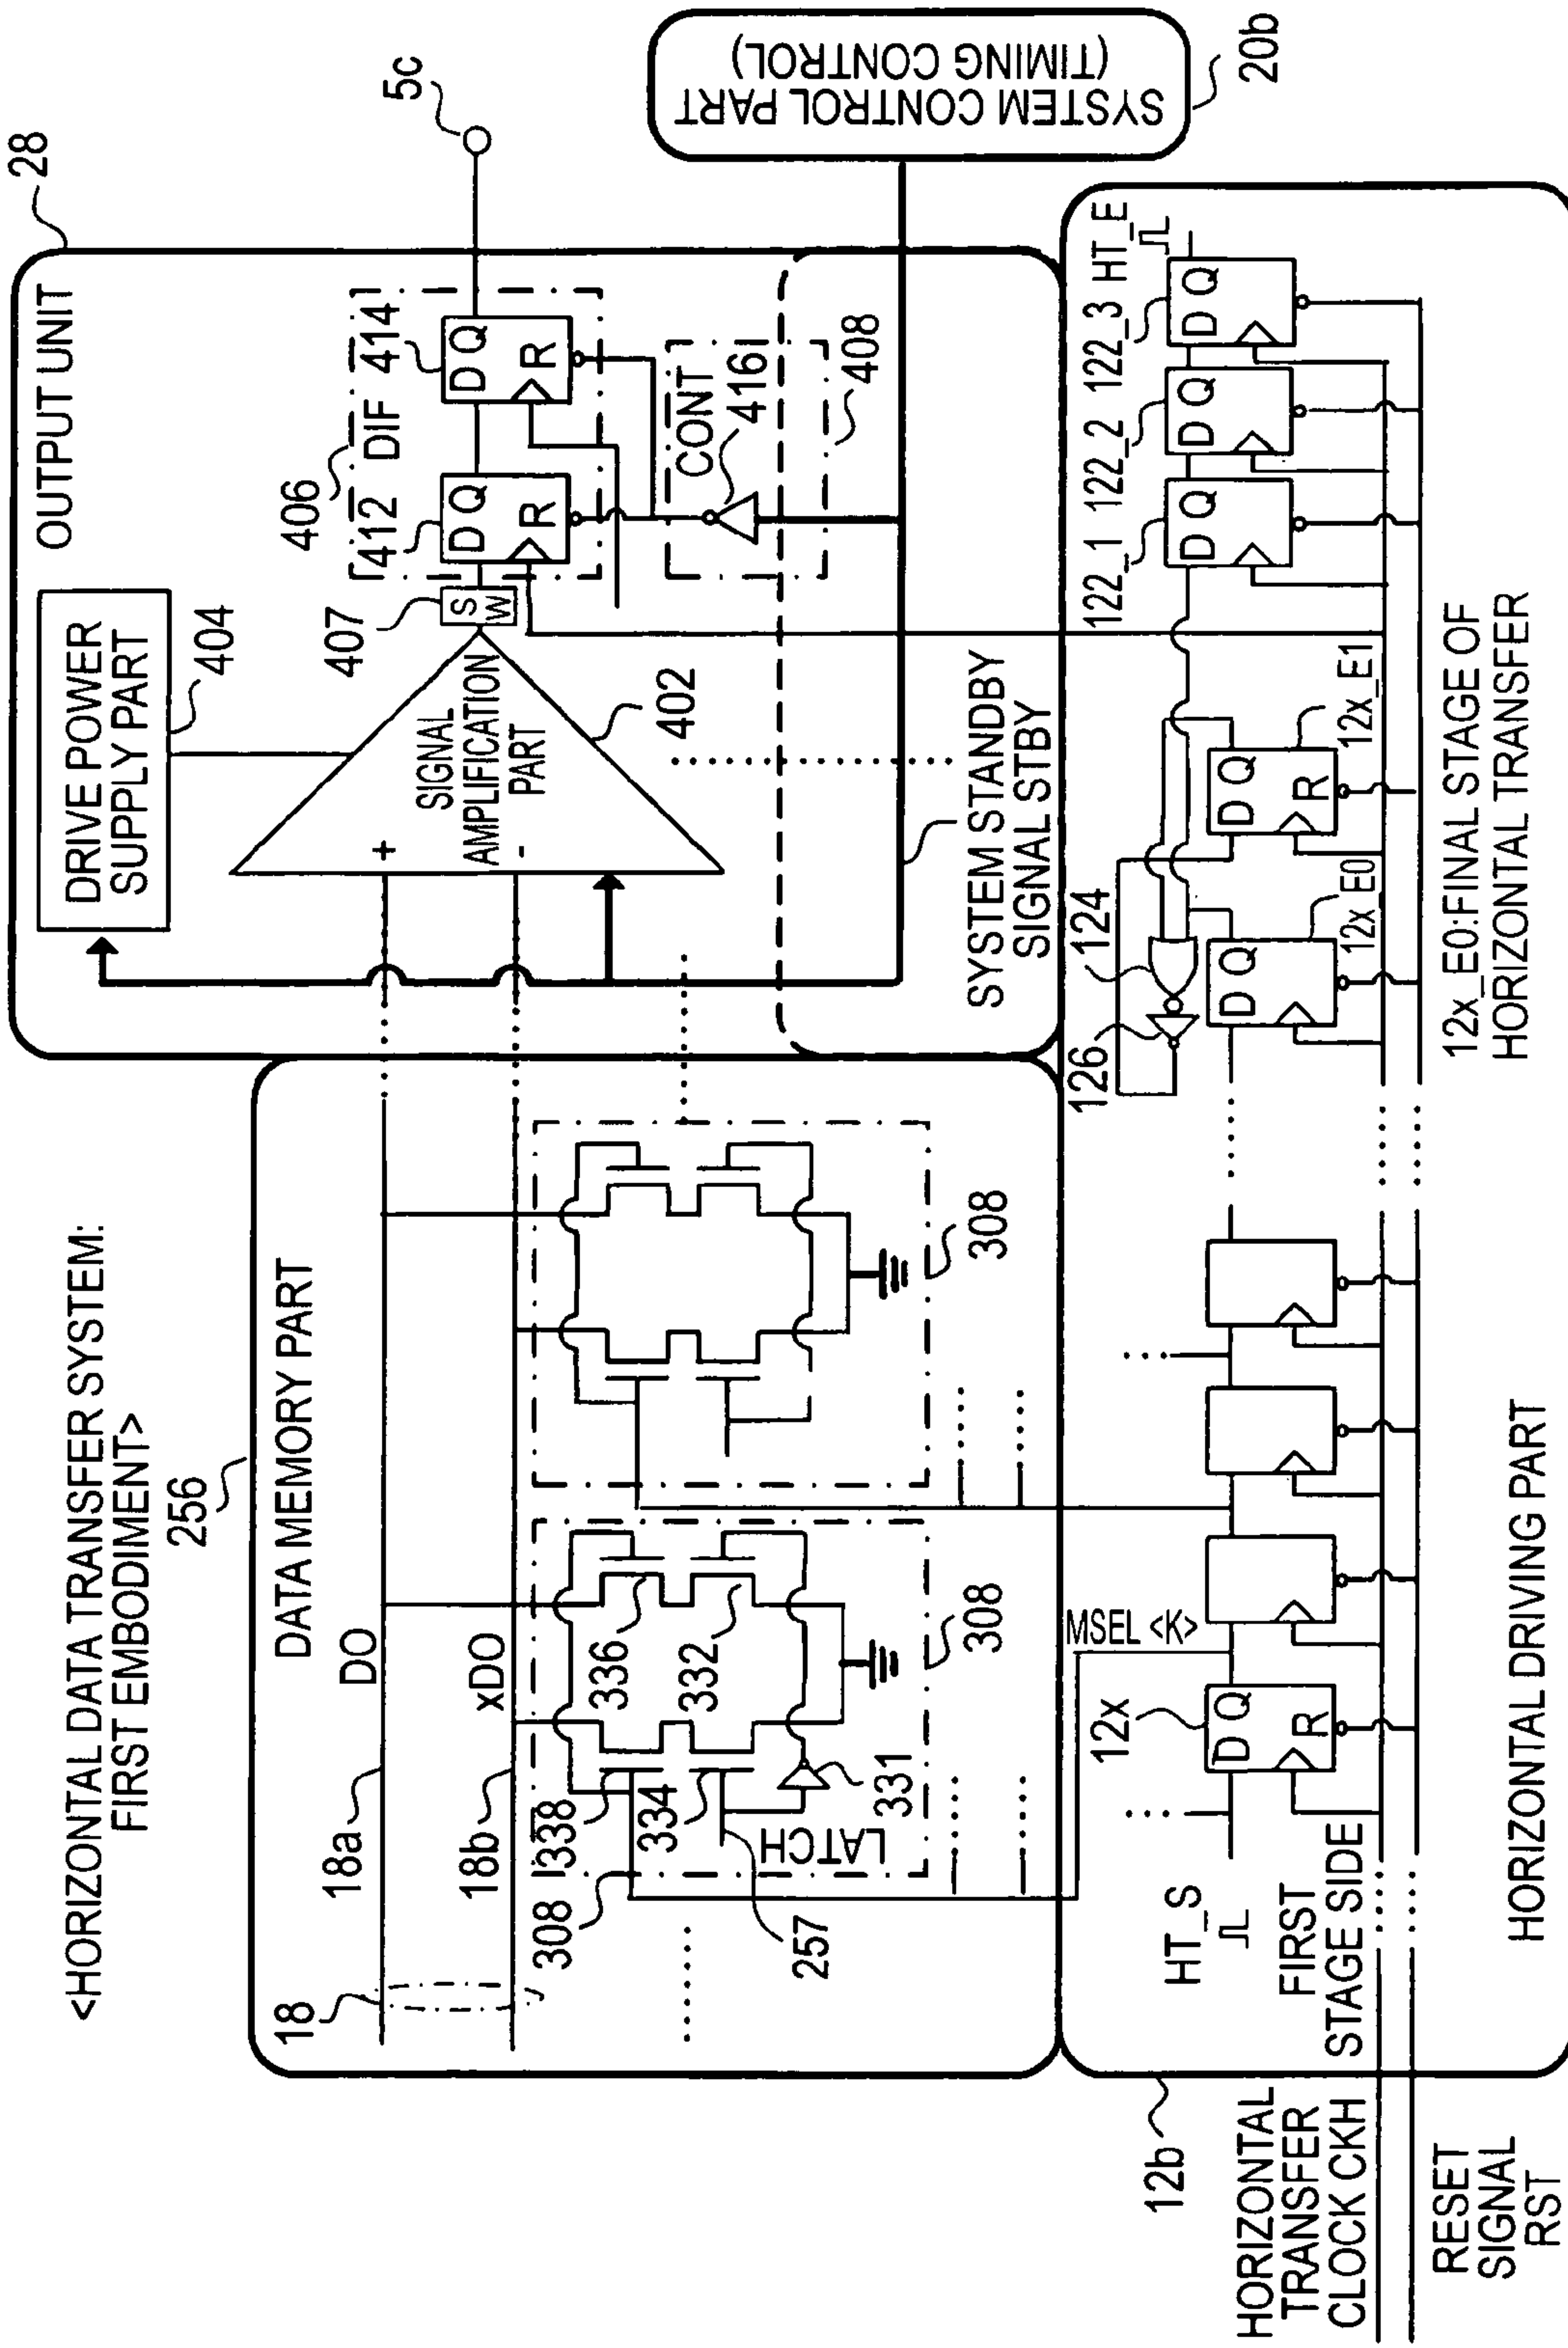 <HORIZONTAL DATA TRANSFER SYSTEM:
FIRST EMBODIMENT>
256
DATA MEMORY PART
18
18a
DO
18b
xDO
308
338
336
334
332
257
LATCH
331
308
308
28
OUTPUT UNIT
DRIVE POWER
SUPPLY PART
404
+
-
SIGNAL
AMPLIFICATION
PART
402
407
S
W
406
DIF
412
D Q
R
414
D Q
R
5c
CONT
416
408
SYSTEM STANDBY
SIGNAL STBY
SYSTEM CONTROL PART
(TIMING CONTROL)
20b
12b
HORIZONTAL
TRANSFER
CLOCK CKH
RESET
SIGNAL
RST
HT_S
FIRST
STAGE SIDE
12x
D Q
R
MSEL <K>
126
124
D Q
12x_E0
D Q
R
12x_E1
122_1
D Q
122_2
D Q
122_3
D Q
HT_E
HORIZONTAL DRIVING PART
12x_E0:FINAL STAGE OF
HORIZONTAL TRANSFER